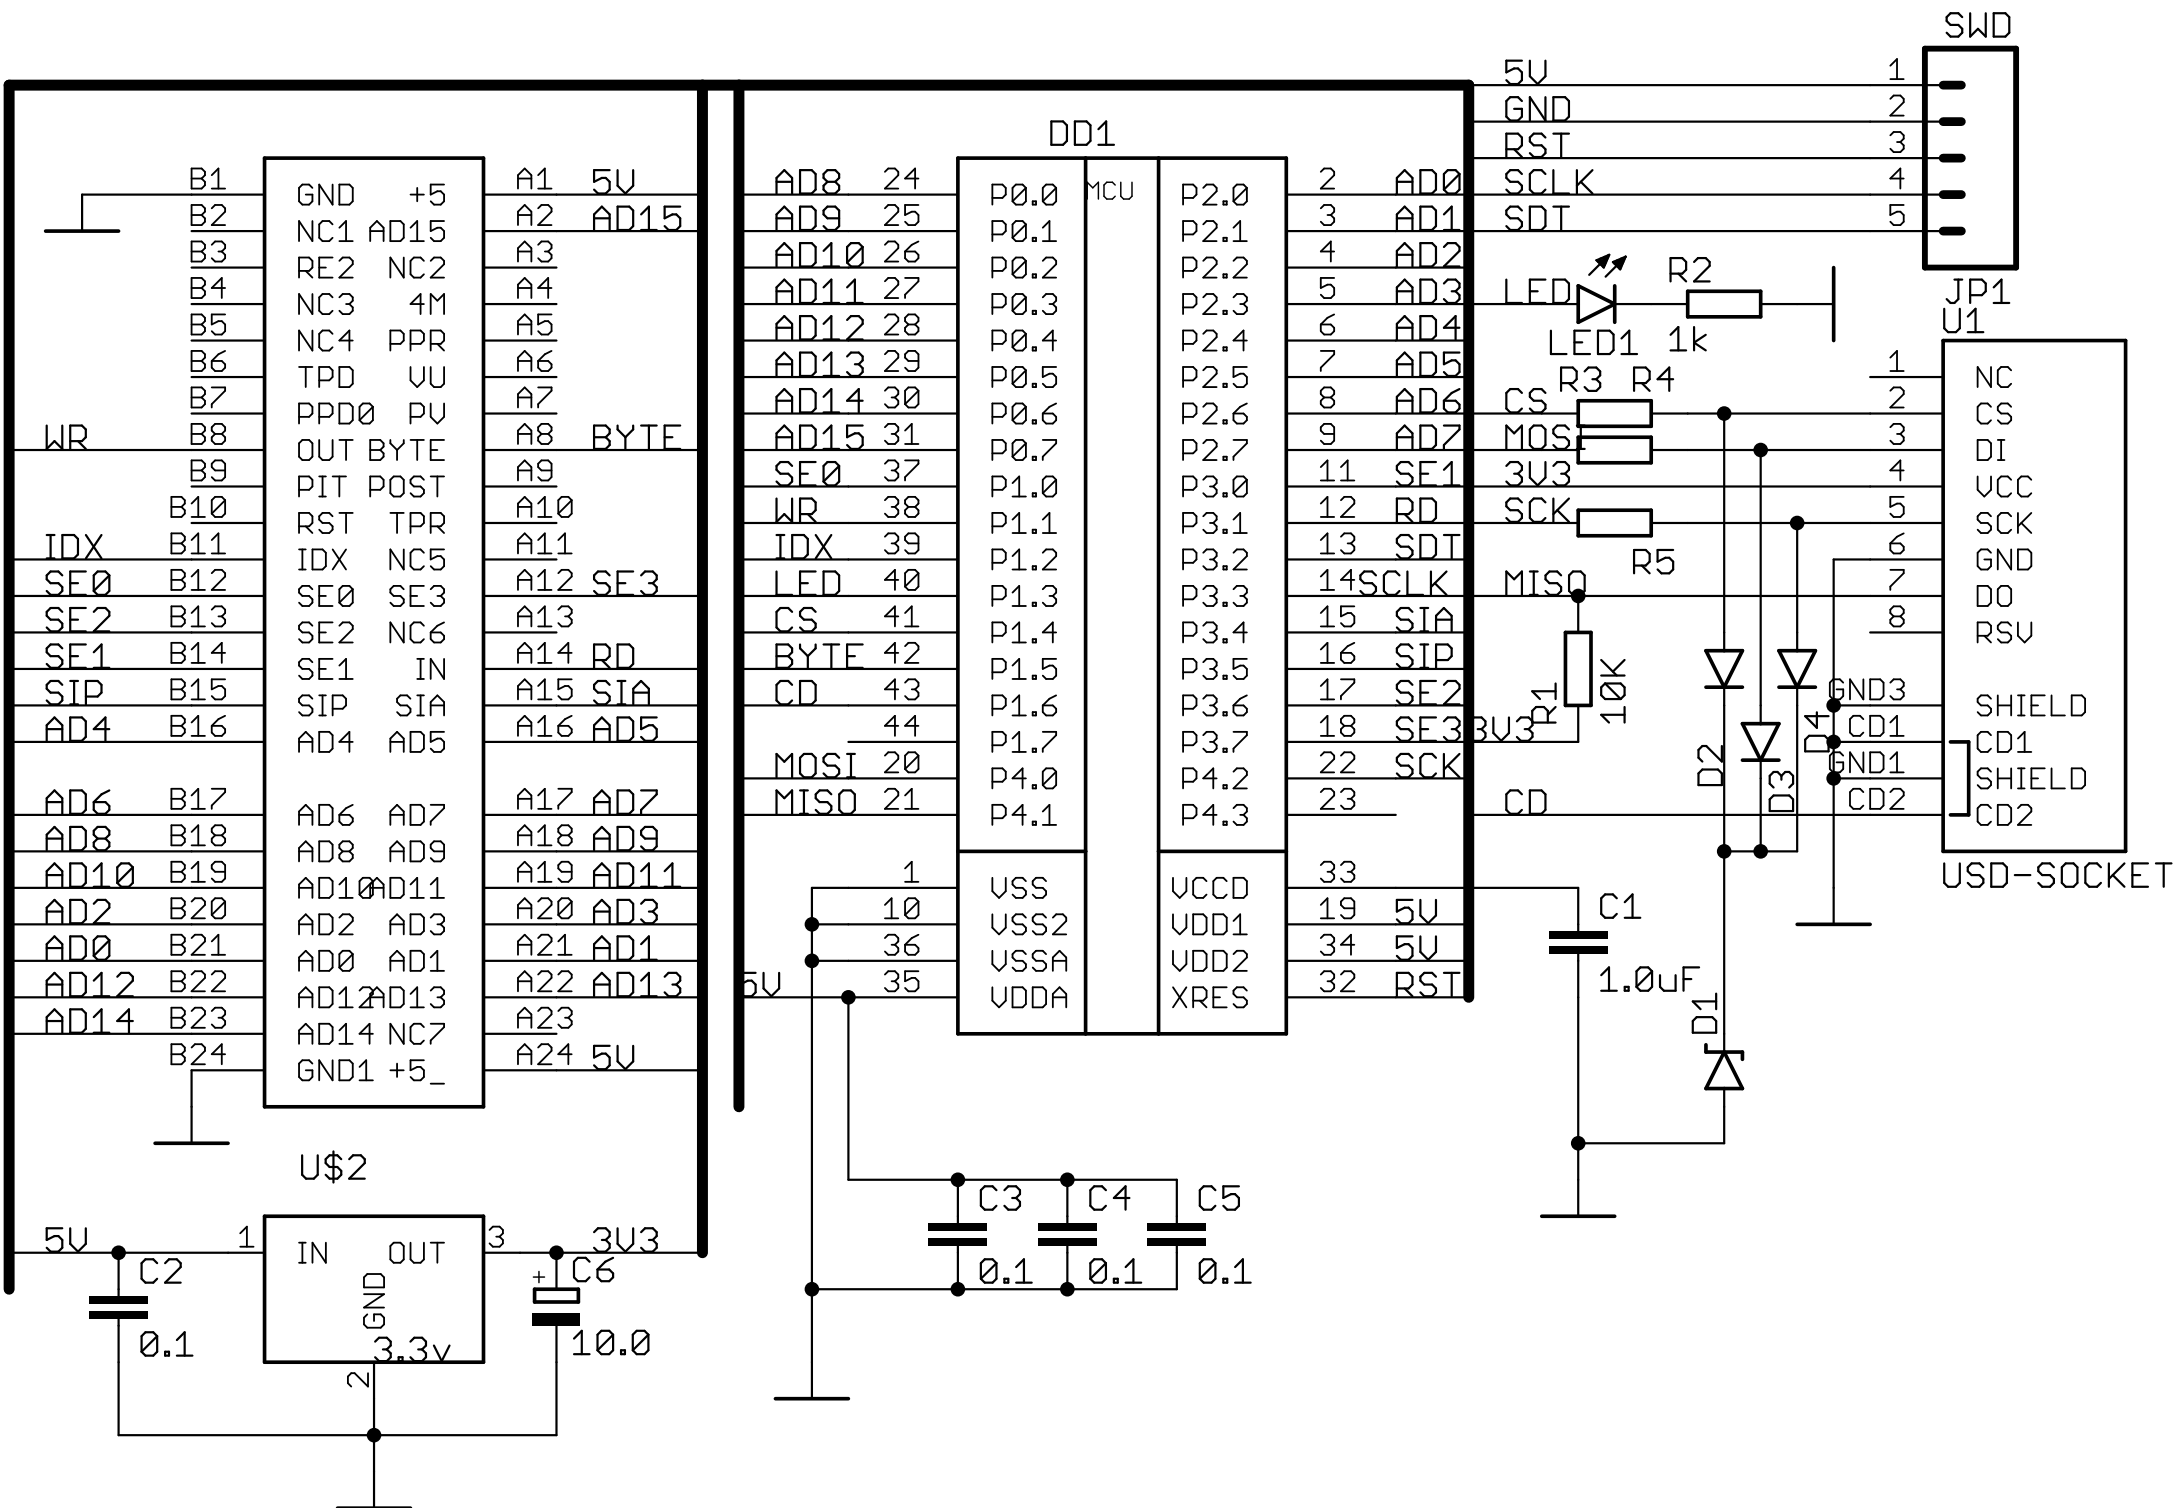 SWD
5V 1
GND 2
RST 3
SCLK 4
SDT 5
JP1
DD1
MCU
B1 GND +5 A1 5V
B2 NC1 AD15 A2 AD15
B3 RE2 NC2 A3
B4 NC3 4M A4
B5 NC4 PPR A5
B6 TPD VU A6
B7 PPD0 PV A7
WR B8 OUT BYTE A8 BYTE
B9 PIT POST A9
B10 RST TPR A10
IDX B11 IDX NC5 A11
SE0 B12 SE0 SE3 A12 SE3
SE2 B13 SE2 NC6 A13
SE1 B14 SE1 IN A14 RD
SIP B15 SIP SIA A15 SIA
AD4 B16 AD4 AD5 A16 AD5
AD6 B17 AD6 AD7 A17 AD7
AD8 B18 AD8 AD9 A18 AD9
AD10 B19 AD10 AD11 A19 AD11
AD2 B20 AD2 AD3 A20 AD3
AD0 B21 AD0 AD1 A21 AD1
AD12 B22 AD12 AD13 A22 AD13
AD14 B23 AD14 NC7 A23
B24 GND1 +5_ A24 5V
AD8 24 P0.0 P2.0 2 AD0
AD9 25 P0.1 P2.1 3 AD1
AD10 26 P0.2 P2.2 4 AD2
AD11 27 P0.3 P2.3 5 AD3
AD12 28 P0.4 P2.4 6 AD4
AD13 29 P0.5 P2.5 7 AD5
AD14 30 P0.6 P2.6 8 AD6
AD15 31 P0.7 P2.7 9 AD7
SE0 37 P1.0 P3.0 11 SE1
WR 38 P1.1 P3.1 12 RD
IDX 39 P1.2 P3.2 13 SDT
LED 40 P1.3 P3.3 14 SCLK
CS 41 P1.4 P3.4 15 SIA
BYTE 42 P1.5 P3.5 16 SIP
CD 43 P1.6 P3.6 17 SE2
44 P1.7 P3.7 18 SE3
MOSI 20 P4.0 P4.2 22 SCK
MISO 21 P4.1 P4.3 23
1 VSS VCCD 33
10 VSS2 VDD1 19 5V
36 VSSA VDD2 34 5V
5V 35 VDDA XRES 32 RST
LED R2
LED1 1k
R3 R4
U1
1 NC
CS 2 CS
MOSI 3 DI
3V3 4 VCC
SCK 5 SCK
R5
6 GND
MISO 7 DO
8 RSV
R1 10K
3V3
GND3 SHIELD
CD1 CD1
GND1 SHIELD
CD CD2 CD2
D2 D3 D4
USD-SOCKET
C1
1.0uF
D1
C3 C4 C5
0.1 0.1 0.1
U$2
5V 1 IN OUT 3 3V3
C2 GND + C6
0.1 3.3v 10.0
2